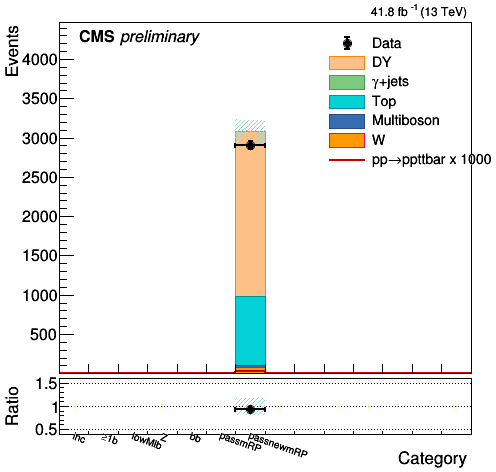 41.8 fb⁻¹ (13 TeV)
CMS preliminary
Events
4000
3500
3000
2500
2000
1500
1000
500
Data
DY
γ+jets
Top
Multiboson
W
pp→ppttbar x 1000
Ratio
1.5
1
0.5
inc
≥1b
lowMlb
Z
bb
passmRP
passnewmRP
Category